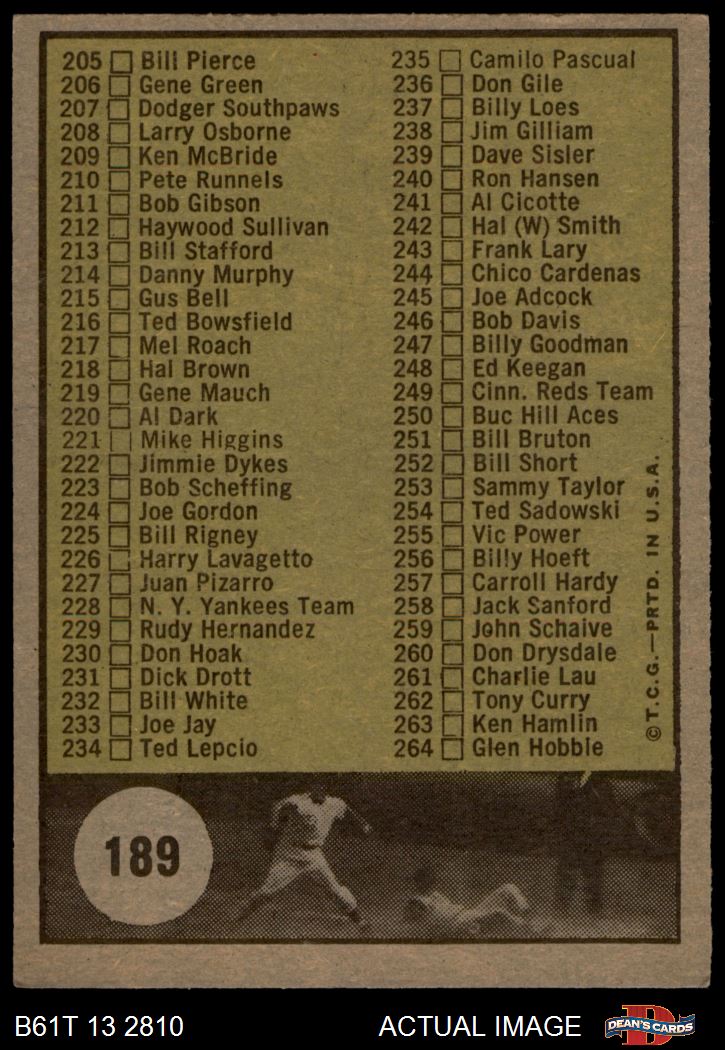 205 Bill Pierce
206 Gene Green
207 Dodger Southpaws
208 Larry Osborne
209 Ken McBride
210 Pete Runnels
211 Bob Gibson
212 Haywood Sullivan
213 Bill Stafford
214 Danny Murphy
215 Gus Bell
216 Ted Bowsfield
217 Mel Roach
218 Hal Brown
219 Gene Mauch
220 Al Dark
221 Mike Higgins
222 Jimmie Dykes
223 Bob Scheffing
224 Joe Gordon
225 Bill Rigney
226 Harry Lavagetto
227 Juan Pizarro
228 N. Y. Yankees Team
229 Rudy Hernandez
230 Don Hoak
231 Dick Drott
232 Bill White
233 Joe Jay
234 Ted Lepcio
235 Camilo Pascual
236 Don Gile
237 Billy Loes
238 Jim Gilliam
239 Dave Sisler
240 Ron Hansen
241 Al Cicotte
242 Hal (W) Smith
243 Frank Lary
244 Chico Cardenas
245 Joe Adcock
246 Bob Davis
247 Billy Goodman
248 Ed Keegan
249 Cinn. Reds Team
250 Buc Hill Aces
251 Bill Bruton
252 Bill Short
253 Sammy Taylor
254 Ted Sadowski
255 Vic Power
256 Billy Hoeft
257 Carroll Hardy
258 Jack Sanford
259 John Schaive
260 Don Drysdale
261 Charlie Lau
262 Tony Curry
263 Ken Hamlin
264 Glen Hobbie
© T.C.G.—PRTD. IN U.S.A.
189
B61T 13 2810
ACTUAL IMAGE
D
DEAN'S CARDS